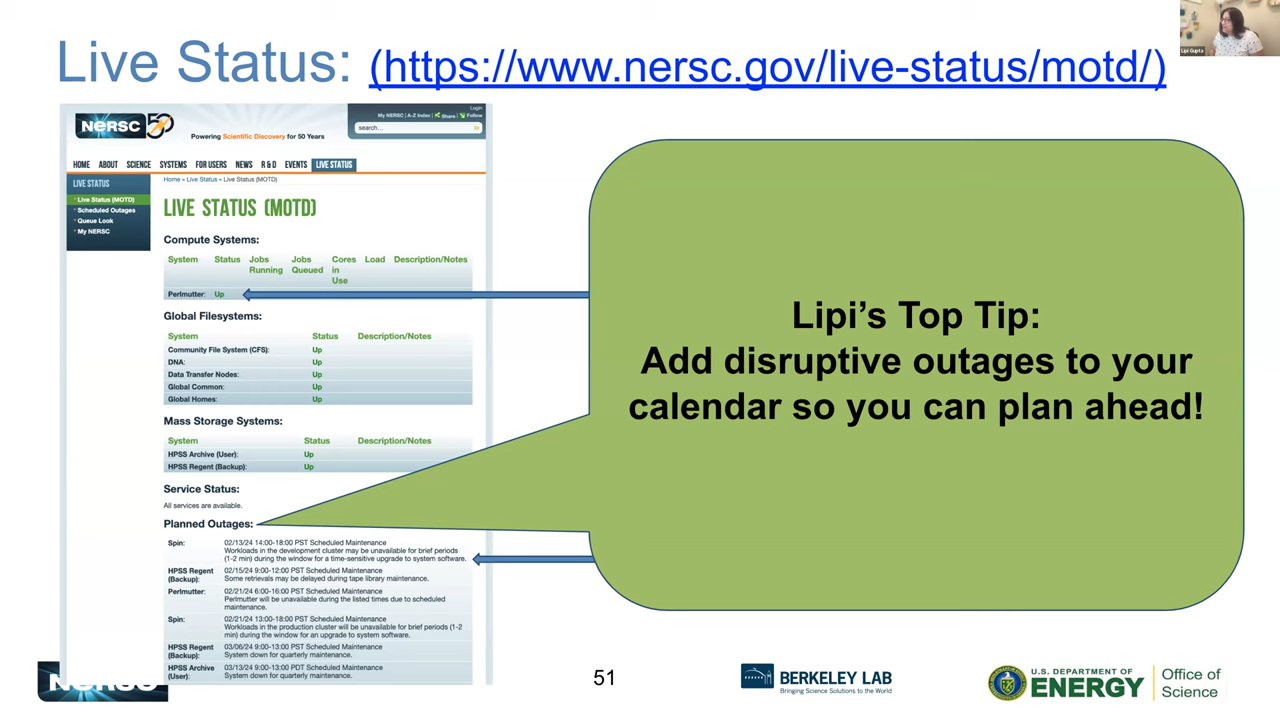 Live Status: (https://www.nersc.gov/live-status/motd/)
Lipi Gupta
NERSC 50
Powering Scientific Discovery for 50 Years
Login
My NERSC | A-Z Index | Share | Follow
search...
HOME ABOUT SCIENCE SYSTEMS FOR USERS NEWS R & D EVENTS LIVE STATUS
LIVE STATUS
Live Status (MOTD)
Scheduled Outages
Queue Look
My NERSC
Home » Live Status » Live Status (MOTD)
LIVE STATUS (MOTD)
Compute Systems:
System Status Jobs Running Jobs Queued Cores in Use Load Description/Notes
Perlmutter: Up
Global Filesystems:
System Status Description/Notes
Community File System (CFS): Up
DNA: Up
Data Transfer Nodes: Up
Global Common: Up
Global Homes: Up
Mass Storage Systems:
System Status Description/Notes
HPSS Archive (User): Up
HPSS Regent (Backup): Up
Service Status:
All services are available.
Planned Outages:
Spin: 02/13/24 14:00-18:00 PST Scheduled Maintenance
Workloads in the development cluster may be unavailable for brief periods
(1-2 min) during the window for a time-sensitive upgrade to system software.
HPSS Regent (Backup): 02/15/24 9:00-12:00 PST Scheduled Maintenance
Some retrievals may be delayed during tape library maintenance.
Perlmutter: 02/21/24 6:00-16:00 PST Scheduled Maintenance
Perlmutter will be unavailable during the listed times due to scheduled
maintenance.
Spin: 02/21/24 13:00-18:00 PST Scheduled Maintenance
Workloads in the production cluster will be unavailable for brief periods (1-2
min) during the window for an upgrade to system software.
HPSS Regent (Backup): 03/06/24 9:00-13:00 PST Scheduled Maintenance
System down for quarterly maintenance.
HPSS Archive (User): 03/13/24 9:00-13:00 PDT Scheduled Maintenance
System down for quarterly maintenance.
Lipi’s Top Tip:
Add disruptive outages to your
calendar so you can plan ahead!
NERSC
51
BERKELEY LAB
Bringing Science Solutions to the World
U.S. DEPARTMENT OF
ENERGY
Office of
Science